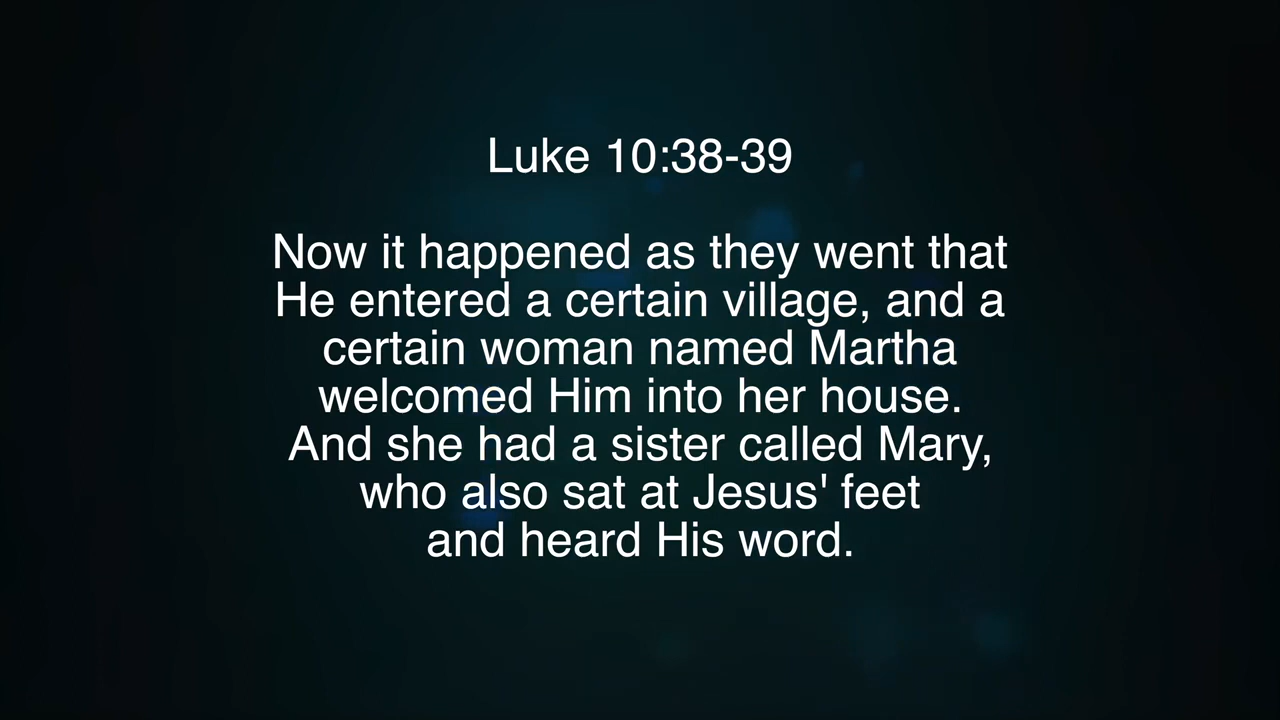 Luke 10:38-39
Now it happened as they went that
He entered a certain village, and a
certain woman named Martha
welcomed Him into her house.
And she had a sister called Mary,
who also sat at Jesus' feet
and heard His word.